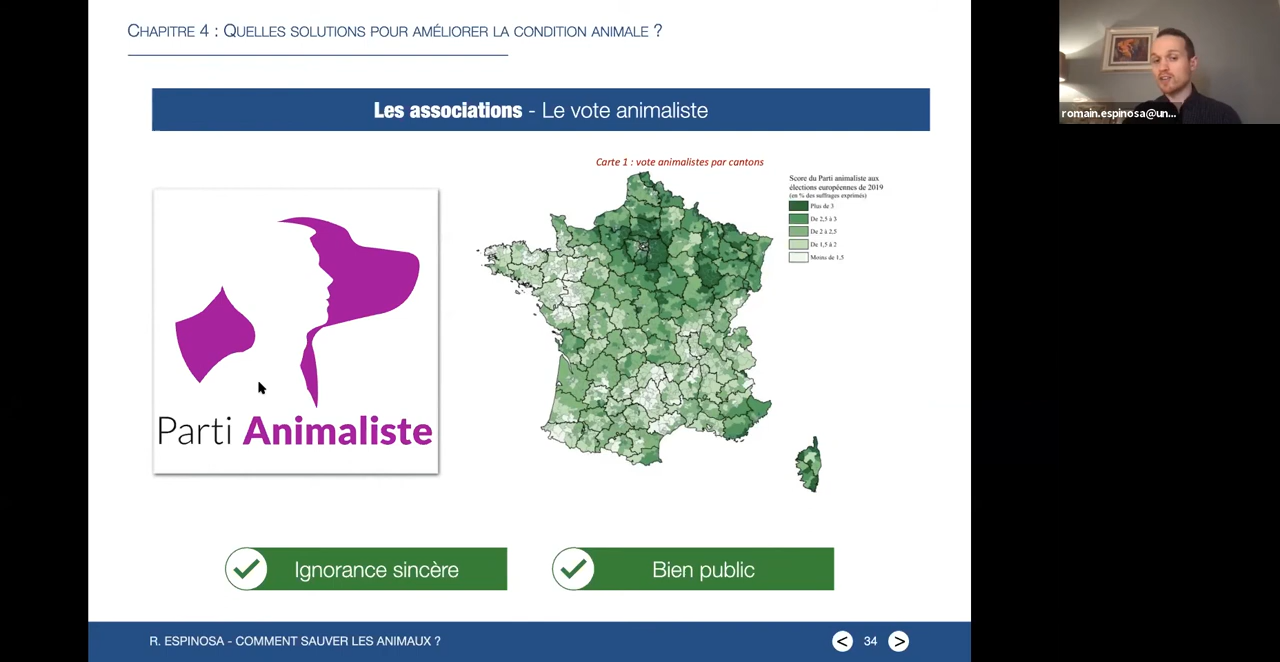 CHAPITRE 4 : QUELLES SOLUTIONS POUR AMÉLIORER LA CONDITION ANIMALE ?
Les associations - Le vote animaliste
Carte 1 : vote animalistes par cantons
Score du Parti animaliste aux
élections européennes de 2019
(en % des suffrages exprimés)
Plus de 3
De 2,5 à 3
De 2 à 2,5
De 1,5 à 2
Moins de 1,5
Parti Animaliste
Ignorance sincère
Bien public
R. ESPINOSA - COMMENT SAUVER LES ANIMAUX ?
< 34 >
romain.espinosa@un...